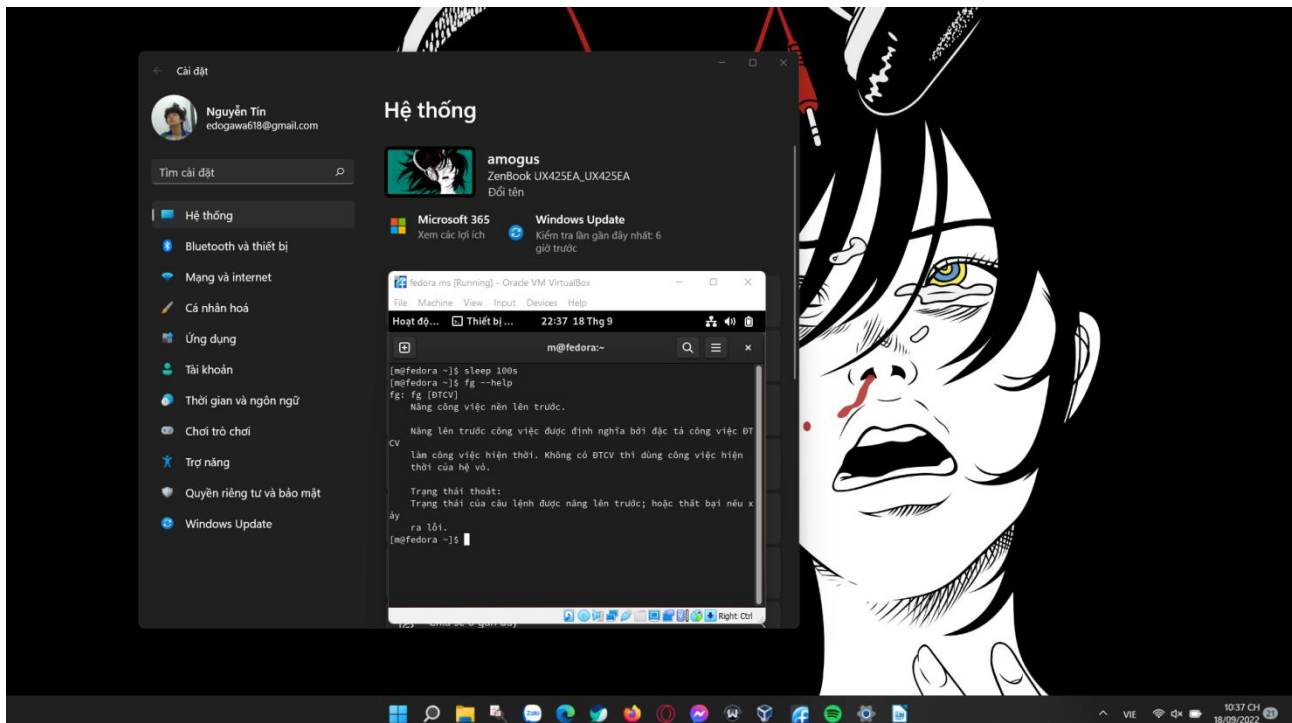 Cài đặt
Nguyễn Tín
edogawa618@gmail.com
Tìm cài đặt
Hệ thống
Bluetooth và thiết bị
Mạng và internet
Cá nhân hoá
Ứng dụng
Tài khoản
Thời gian và ngôn ngữ
Chơi trò chơi
Trợ năng
Quyền riêng tư và bảo mật
Windows Update
Hệ thống
amogus
ZenBook UX425EA_UX425EA
Đổi tên
Microsoft 365
Xem các lợi ích
Windows Update
Kiểm tra lần gần đây nhất: 6
giờ trước
fedora ms [Running] - Oracle VM VirtualBox
File Machine View Input Devices Help
Hoạt độ... Thiết bị ... 22:37 18 Thg 9
m@fedora:~
[m@fedora ~]$ sleep 100s
[m@fedora ~]$ fg --help
fg: fg [ĐTCV]
Nâng công việc nền lên trước.
Nâng lên trước công việc được định nghĩa bởi đặc tả công việc ĐT
CV
làm công việc hiện thời. Không có ĐTCV thì dùng công việc hiện
thời của hệ vỏ.
Trạng thái thoát:
Trạng thái của câu lệnh được nâng lên trước; hoặc thất bại nếu x
ảy
ra lỗi.
[m@fedora ~]$
Right Ctrl
Zalo
VIE
10:37 CH
18/09/2022
21